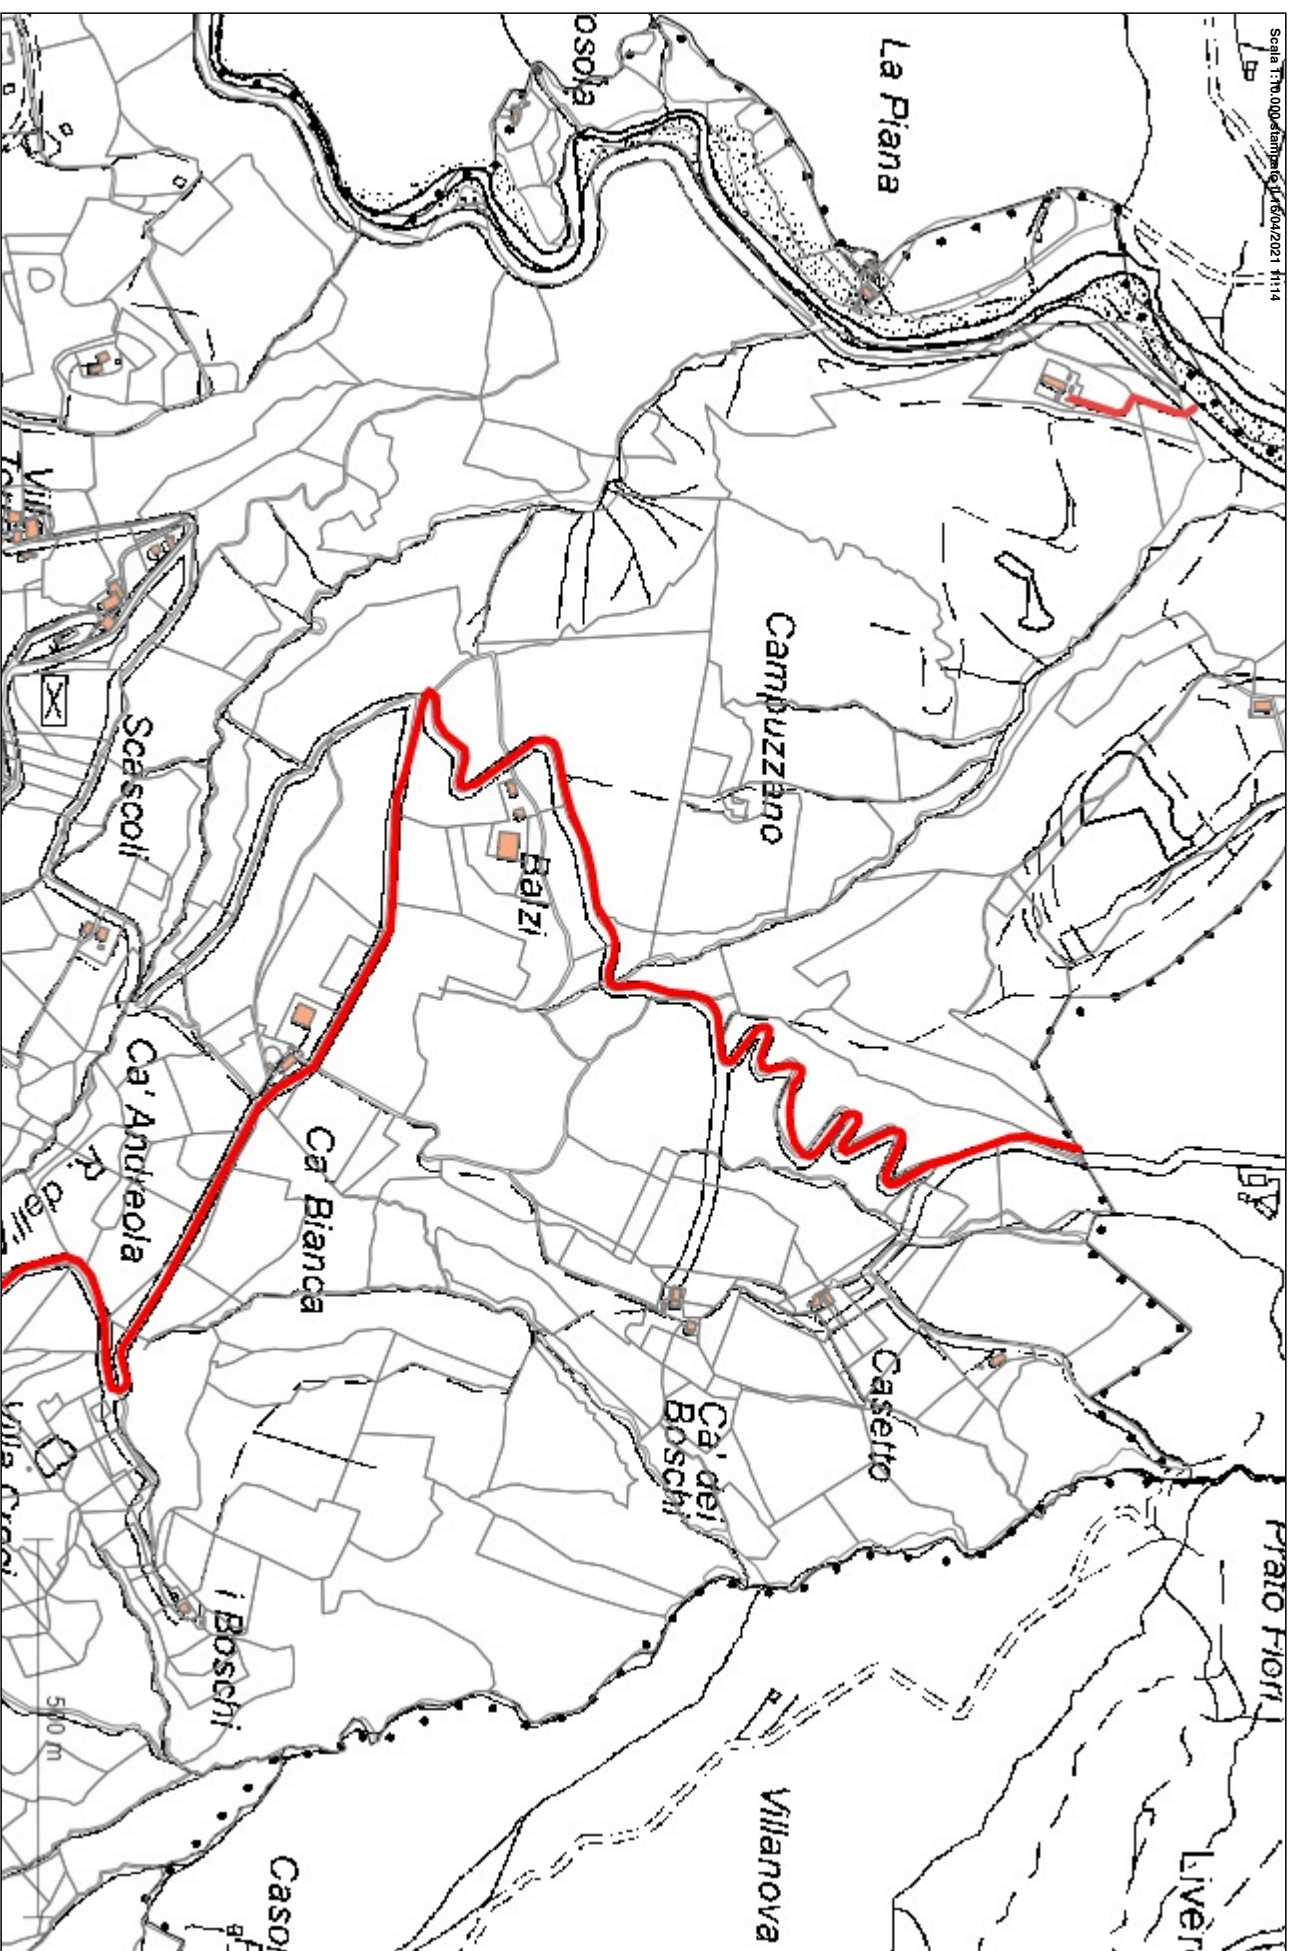 Scala 1:10.000 stampato il 16/04/2021 11:14
La Piana
Campuzzano
Balzi
Scascoli
Ca' Andreola
Ca Bianca
R.
dell'
Casetto
Ca' dei
Boschi
i Boschi
500 m
Prato Fiori
Villanova